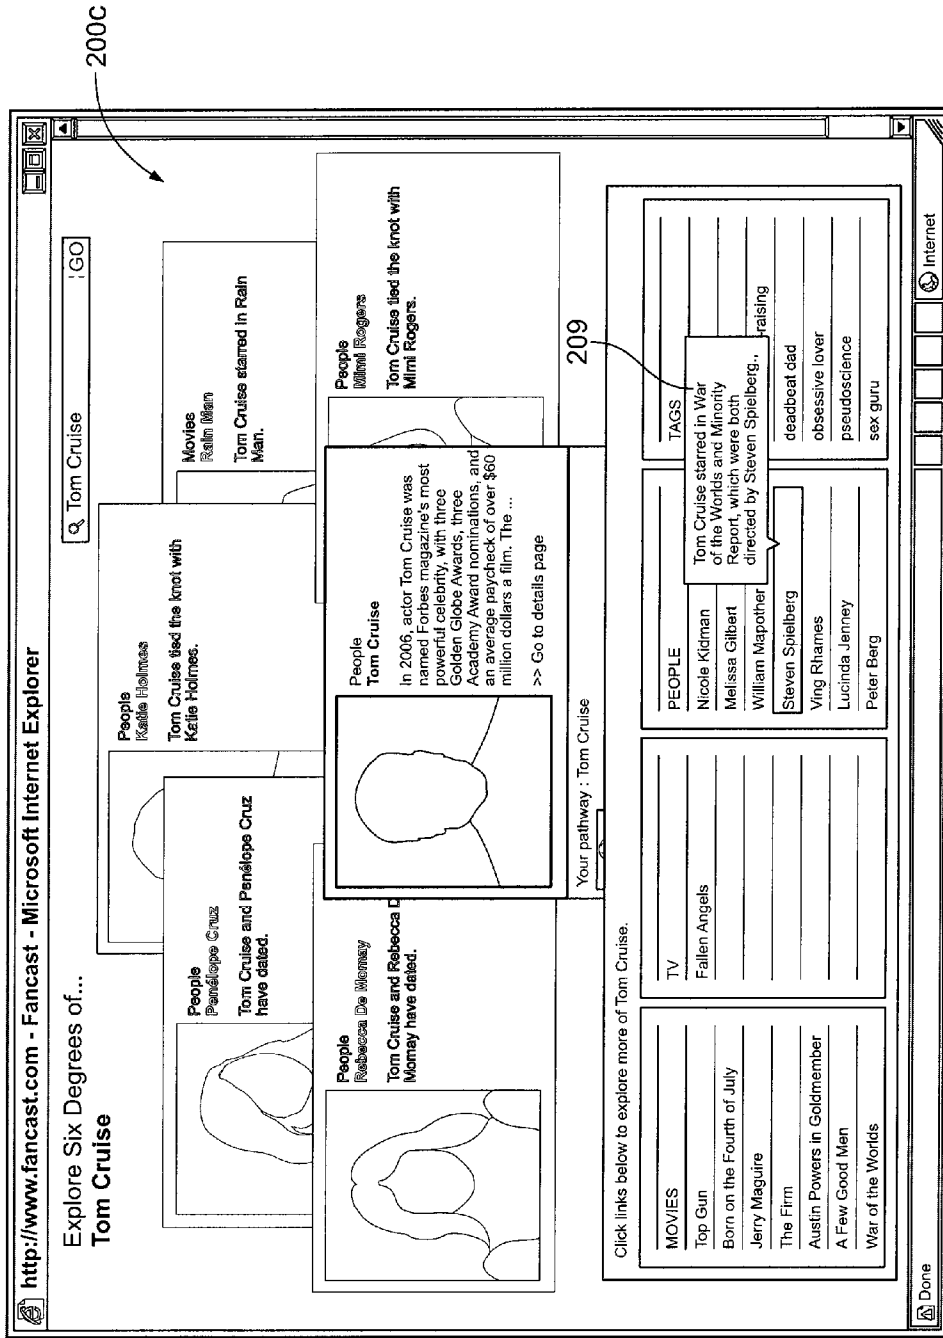 200C
http://www.fancast.com - Fancast - Microsoft Internet Explorer
Explore Six Degrees of...
Tom Cruise
Tom Cruise
GO
People
Katie Holmes
Tom Cruise tied the knot with
Katie Holmes.
Movies
Rain Man
Tom Cruise starred in Rain
Man.
People
Penélope Cruz
Tom Cruise and Penélope Cruz
have dated.
People
Mimi Rogers
Tom Cruise tied the knot with
Mimi Rogers.
People
Rebecca De Mornay
Tom Cruise and Rebecca D
Mornay have dated.
People
Tom Cruise
In 2006, actor Tom Cruise was
named Forbes magazine's most
powerful celebrity, with three
Golden Globe Awards, three
Academy Award nominations, and
an average paycheck of over $60
million dollars a film. The ...
>> Go to details page
Your pathway : Tom Cruise
209
Click links below to explore more of Tom Cruise.
MOVIES
Top Gun
Born on the Fourth of July
Jerry Maguire
The Firm
Austin Powers in Goldmember
A Few Good Men
War of the Worlds
TV
Fallen Angels
PEOPLE
Nicole Kidman
Melissa Gilbert
William Mapother
Steven Spielberg
Ving Rhames
Lucinda Jenney
Peter Berg
Tom Cruise starred in War
of the Worlds and Minority
Report, which were both
directed by Steven Spielberg.,
TAGS
-raising
deadbeat dad
obsessive lover
pseudoscience
sex guru
Done
Internet